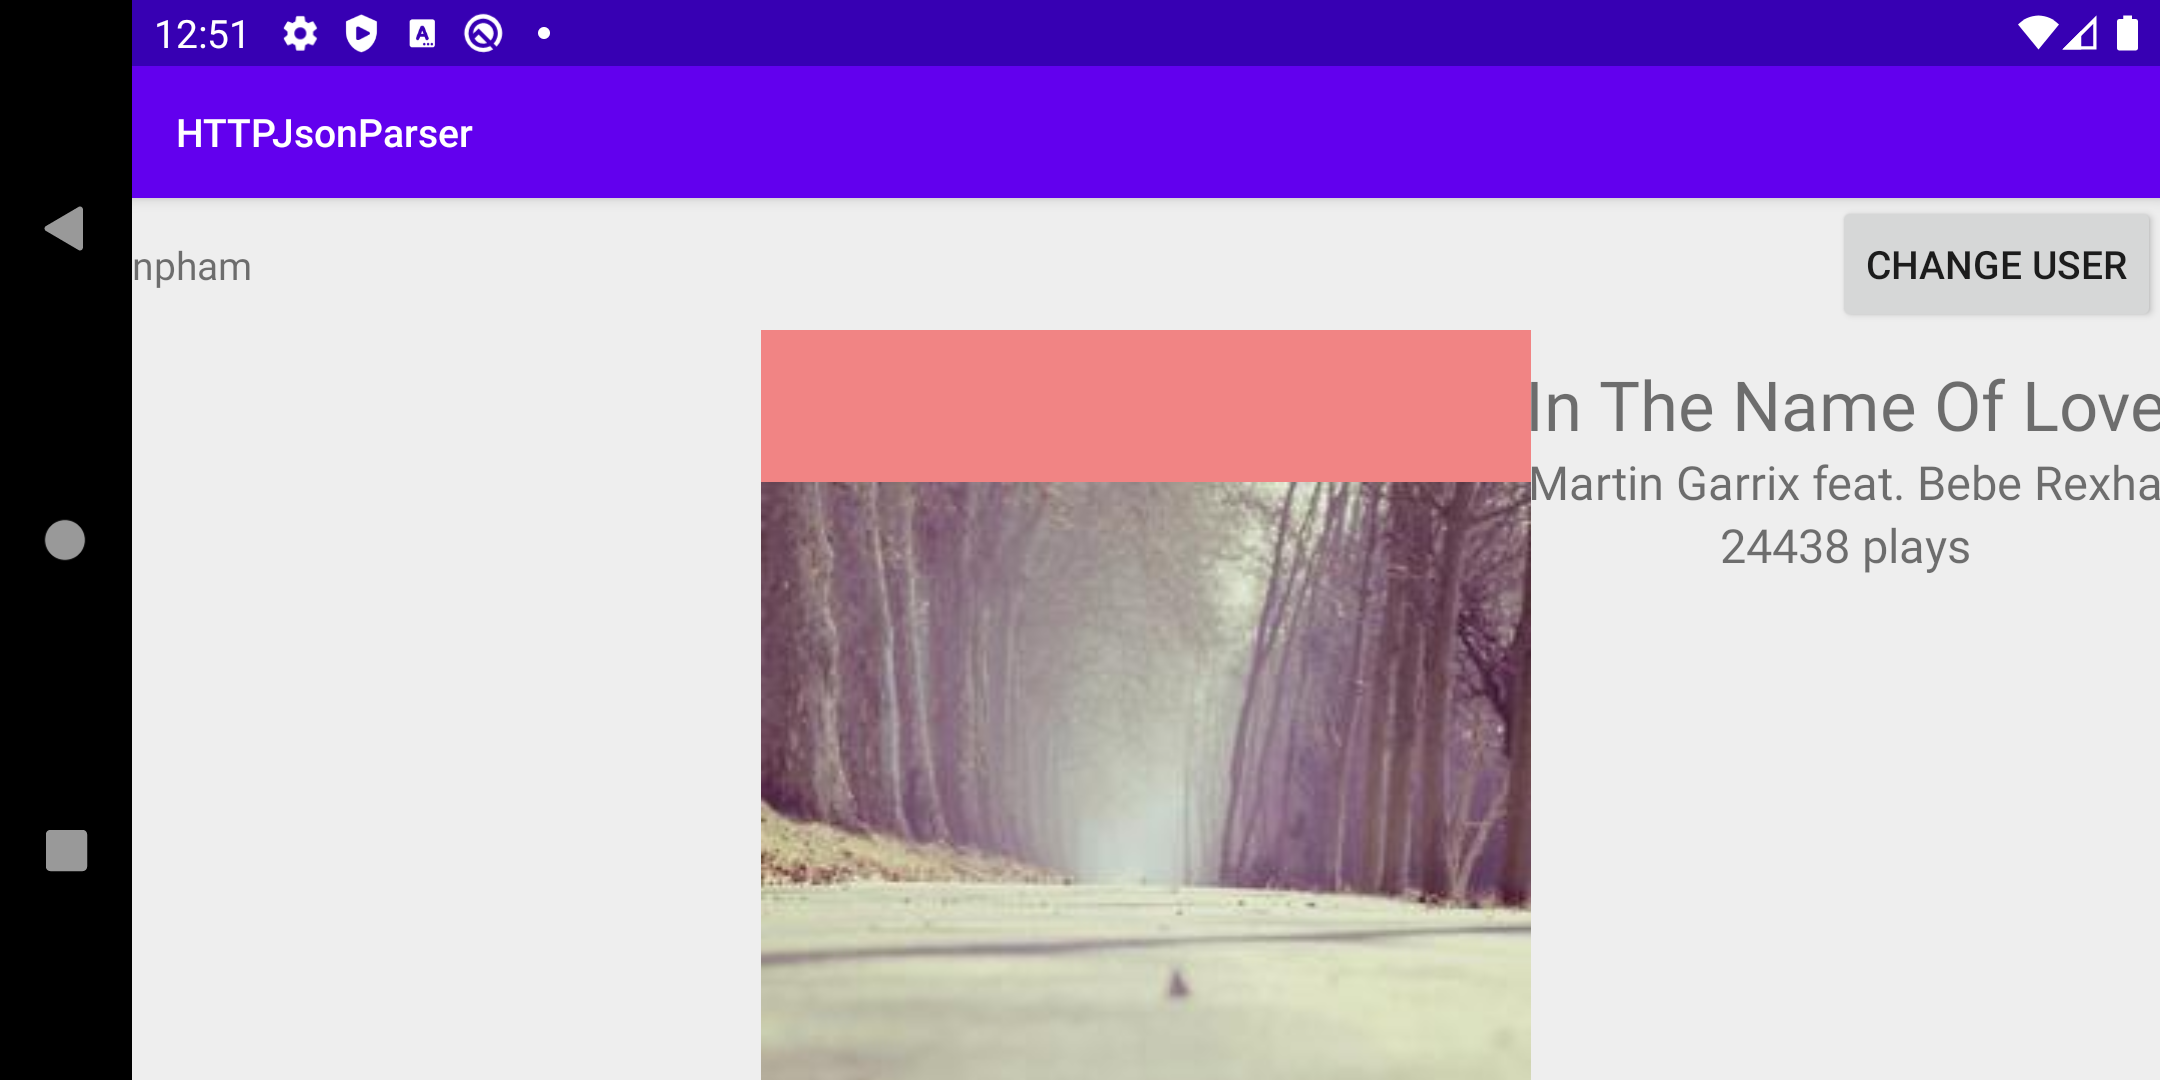 12:51
HTTPJsonParser
npham
CHANGE USER
In The Name Of Love
Martin Garrix feat. Bebe Rexha
24438 plays